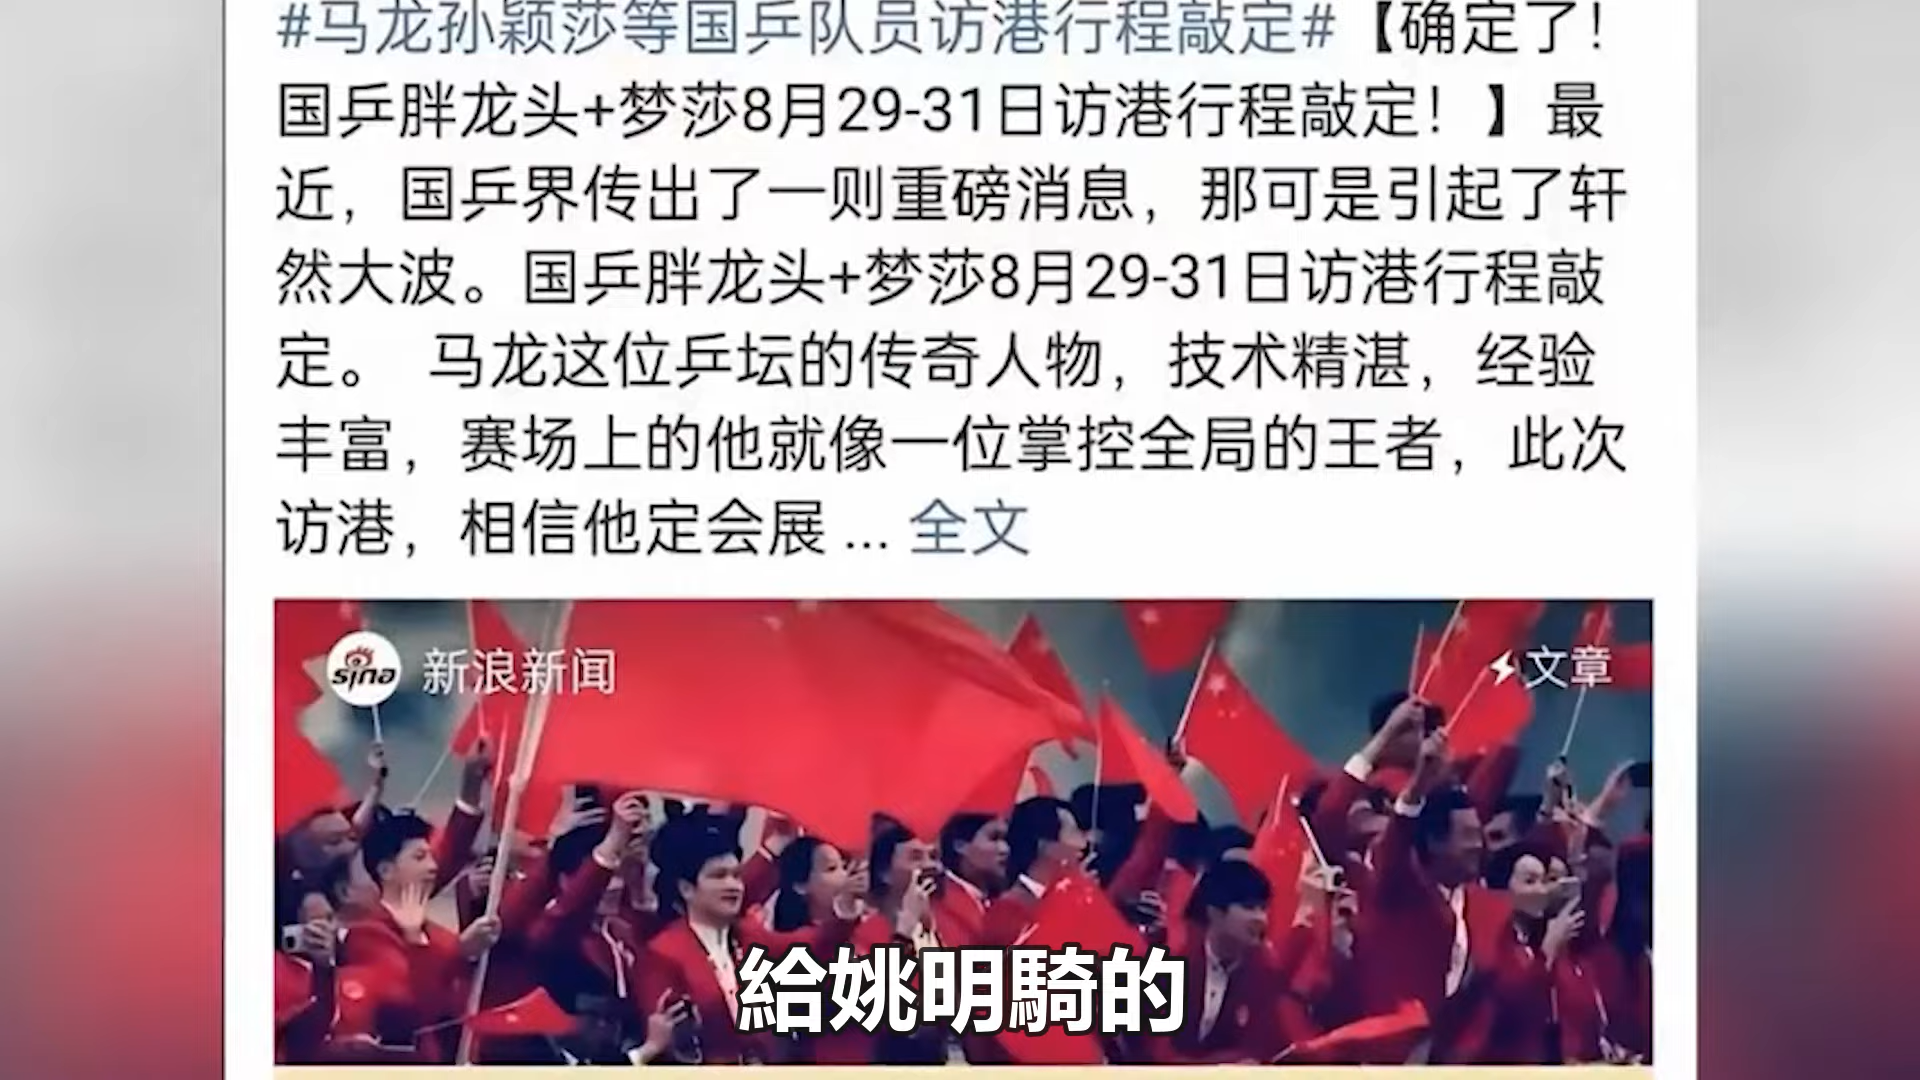 #马龙孙颖莎等国乒队员访港行程敲定#【确定了！
国乒胖龙头+梦莎8月29-31日访港行程敲定！】最
近，国乒界传出了一则重磅消息，那可是引起了轩
然大波。国乒胖龙头+梦莎8月29-31日访港行程敲
定。 马龙这位乒坛的传奇人物，技术精湛，经验
丰富，赛场上的他就像一位掌控全局的王者，此次
访港，相信他定会展 ... 全文
sina 新浪新闻
文章
給姚明騎的